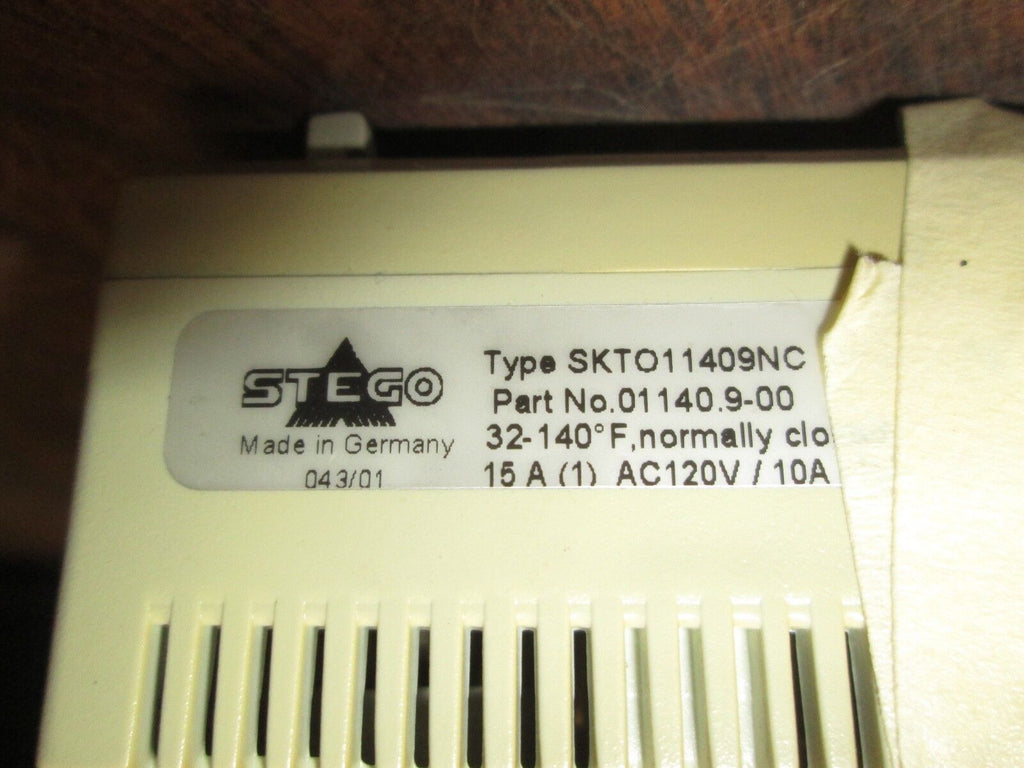 STEGO
Made in Germany
043/01
Type SKTO11409NC
Part No.01140.9-00
32-140°F,normally clo
15 A (1) AC120V / 10A